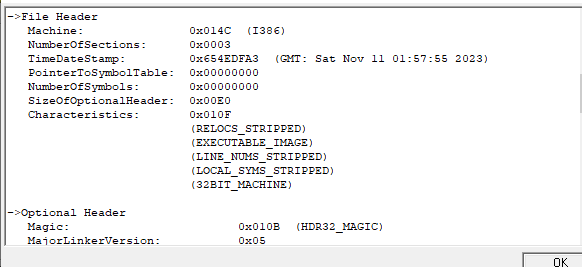 ->File Header
Machine: 0x014C (I386)
NumberOfSections: 0x0003
TimeDateStamp: 0x654EDFA3 (GMT: Sat Nov 11 01:57:55 2023)
PointerToSymbolTable: 0x00000000
NumberOfSymbols: 0x00000000
SizeOfOptionalHeader: 0x00E0
Characteristics: 0x010F
(RELOCS_STRIPPED)
(EXECUTABLE_IMAGE)
(LINE_NUMS_STRIPPED)
(LOCAL_SYMS_STRIPPED)
(32BIT_MACHINE)
->Optional Header
Magic: 0x010B (HDR32_MAGIC)
MajorLinkerVersion: 0x05
OK